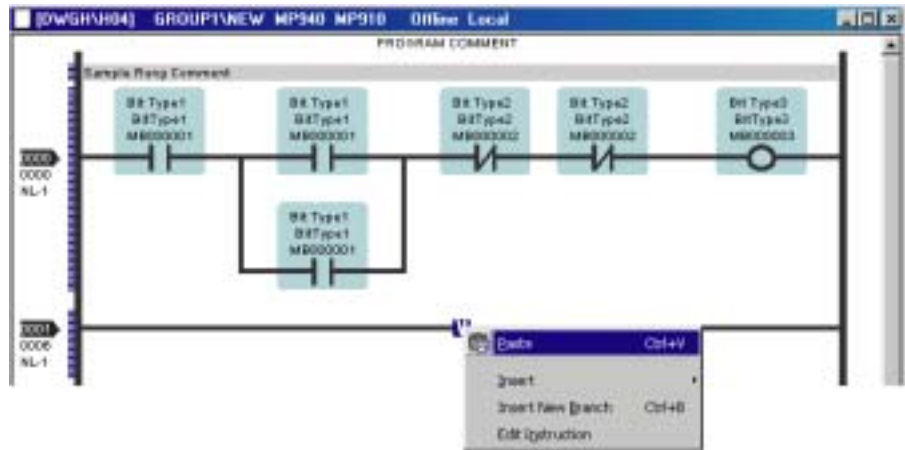 [DWGH\H04] GROUP1\NEW MP940 MP910 Offline Local
PROGRAM COMMENT
Sample Rung Comment
Bit Type1
BitType1
MB000001
Bit Type1
BitType1
MB000001
Bit Type2
BitType2
MB000002
Bit Type2
BitType2
MB000002
Bit Type3
BitType3
MB000003
0000
0000
NL-1
Bit Type1
BitType1
MB000001
0001
0006
NL-1
Paste Ctrl+V
Insert
Insert New Branch Ctrl+B
Edit Instruction